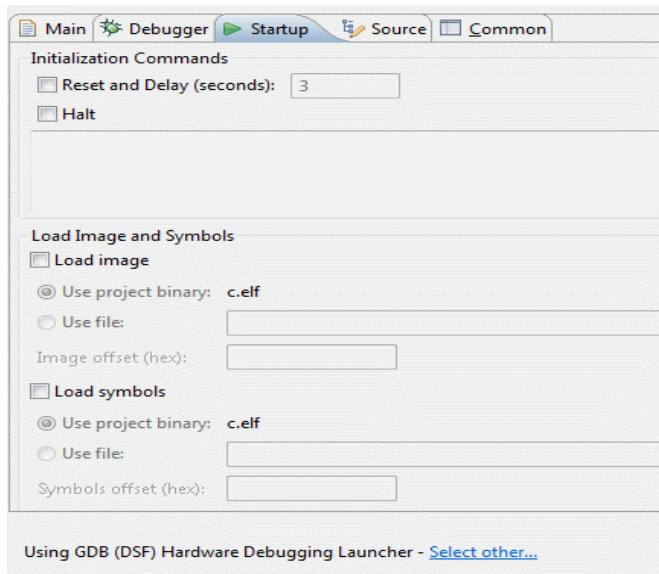 Main Debugger Startup Source Common
Initialization Commands
Reset and Delay (seconds): 3
Halt
Load Image and Symbols
Load image
Use project binary: c.elf
Use file:
Image offset (hex):
Load symbols
Use project binary: c.elf
Use file:
Symbols offset (hex):
Using GDB (DSF) Hardware Debugging Launcher - Select other...